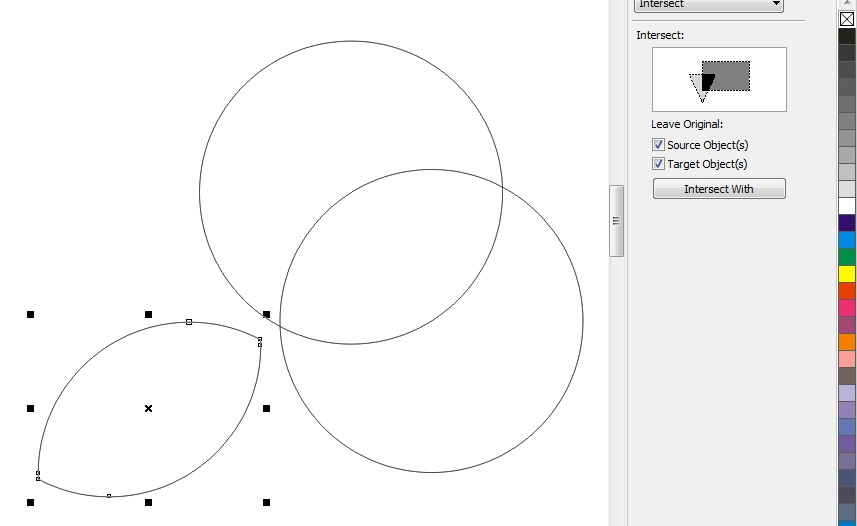 Intersect
Intersect:
Leave Original:
Source Object(s)
Target Object(s)
Intersect With